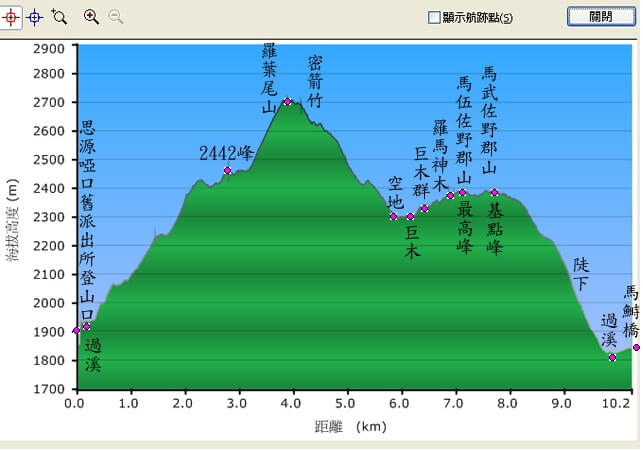 顯示航跡點(S)
關閉
海拔高度 (m)
2900
2800
2700
2600
2500
2400
2300
2200
2100
2000
1900
1800
1700
思源啞口舊派出所登山口
過溪
2442峰
羅葉尾山
密箭竹
空地
巨木
巨木群
羅馬神木
馬伍佐野郡山
最高峰
馬武佐野郡山
基點峰
陡下
過溪
馬鯡橋
0.0
1.0
2.0
3.0
4.0
5.0
6.0
7.0
8.0
9.0
10.2
距離 (km)